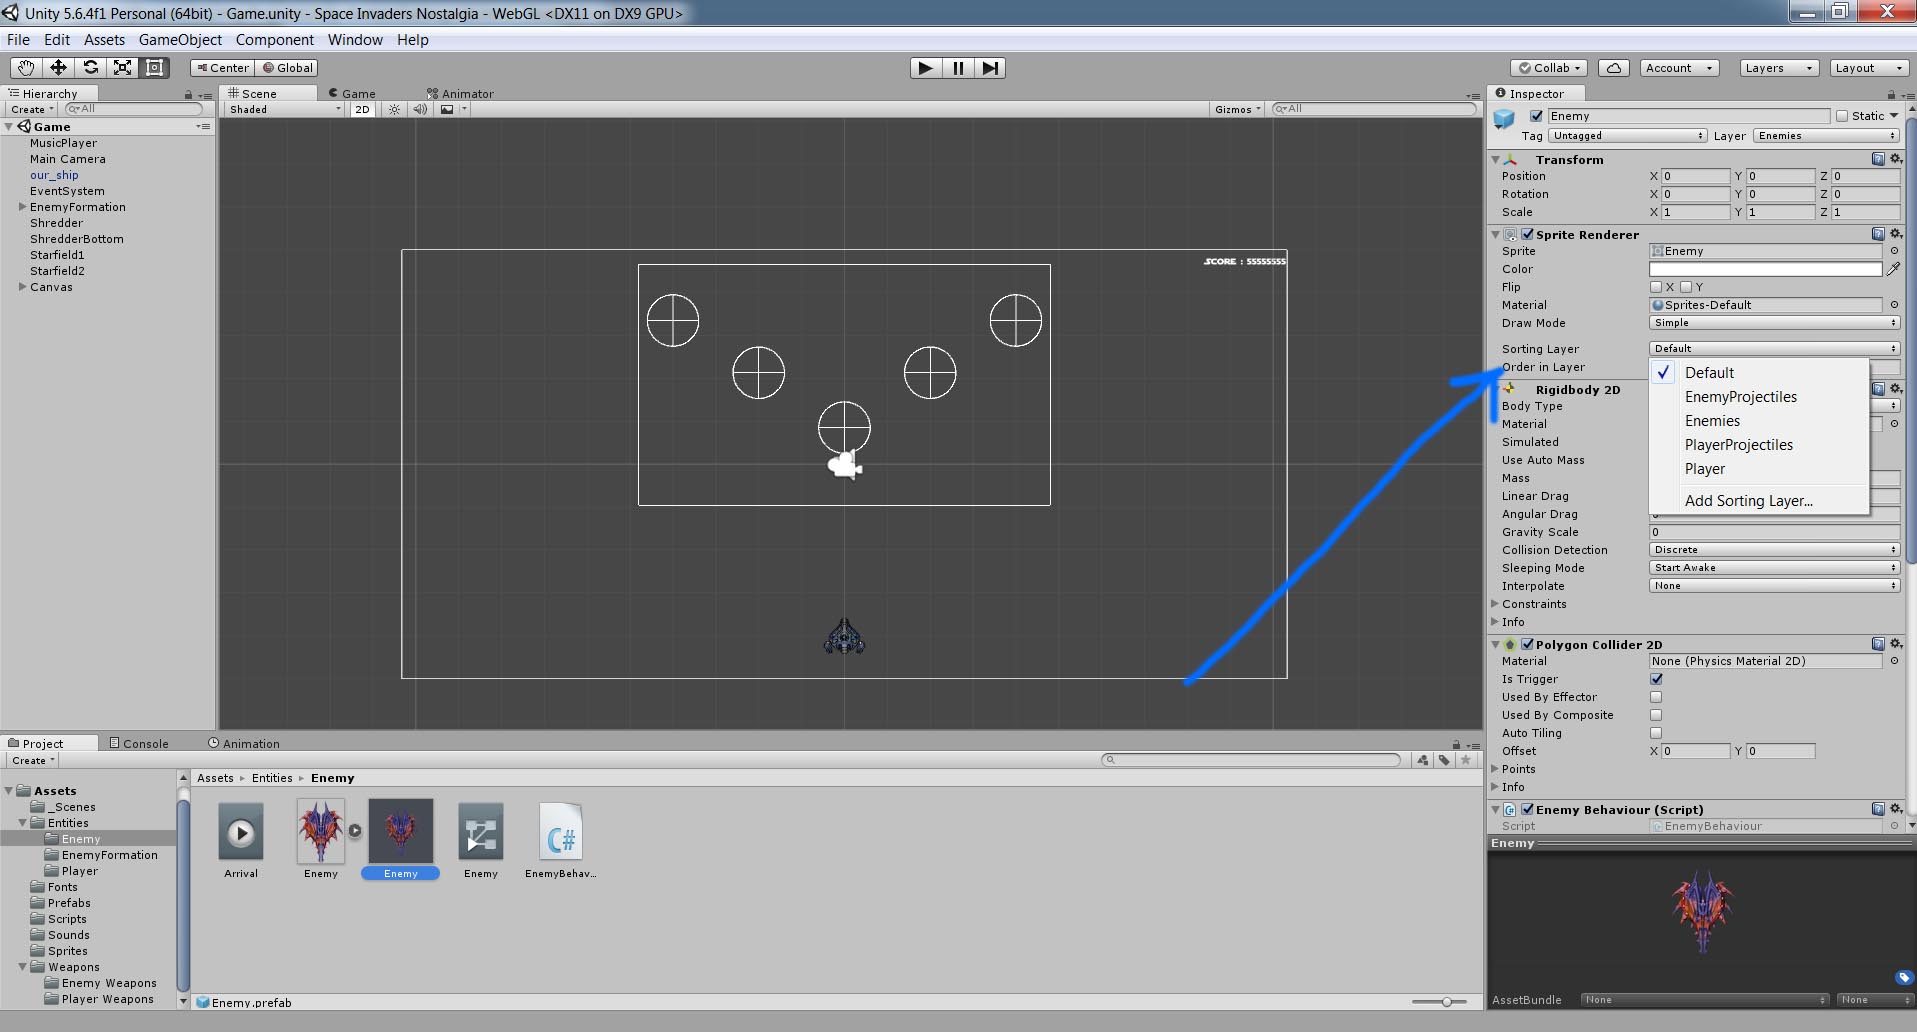 Unity 5.6.4f1 Personal (64bit) - Game.unity - Space Invaders Nostalgia - WebGL <DX11 on DX9 GPU>
File Edit Assets GameObject Component Window Help
Center Global Collab Account Layers Layout
Hierarchy
Create All
Game
MusicPlayer
Main Camera
our_ship
EventSystem
EnemyFormation
Shredder
ShredderBottom
Starfield1
Starfield2
Canvas
Scene Game Animator
Shaded 2D Gizmos All
SCORE : 55555555
Inspector
Enemy Static
Tag Untagged Layer Enemies
Transform
Position X 0 Y 0 Z 0
Rotation X 0 Y 0 Z 0
Scale X 1 Y 1 Z 1
Sprite Renderer
Sprite Enemy
Color
Flip X Y
Material Sprites-Default
Draw Mode Simple
Sorting Layer Default
Order in Layer
Default
EnemyProjectiles
Enemies
PlayerProjectiles
Player
Add Sorting Layer...
Rigidbody 2D
Body Type
Material
Simulated
Use Auto Mass
Mass
Linear Drag
Angular Drag
Gravity Scale 0
Collision Detection Discrete
Sleeping Mode Start Awake
Interpolate None
Constraints
Info
Polygon Collider 2D
Material None (Physics Material 2D)
Is Trigger
Used By Effector
Used By Composite
Auto Tiling
Offset X 0 Y 0
Points
Info
Enemy Behaviour (Script)
Script EnemyBehaviour
Enemy
AssetBundle None None
Project Console Animation
Create
Assets
_Scenes
Entities
Enemy
EnemyFormation
Player
Fonts
Prefabs
Scripts
Sounds
Sprites
Weapons
Enemy Weapons
Player Weapons
Assets Entities Enemy
C#
Arrival Enemy Enemy Enemy EnemyBehav...
Enemy.prefab